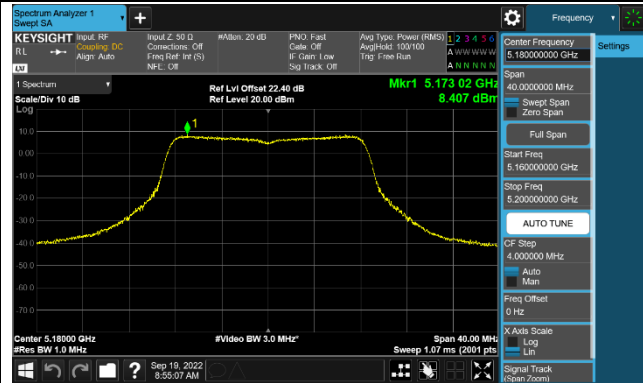 Spectrum Analyzer 1
Swept SA
Frequency
KEYSIGHT
RL
LXI
Input: RF
Coupling: DC
Align: Auto
Input Z: 50 Ω
Corrections: Off
Freq Ref: Int (S)
NFE: Off
#Atten: 20 dB
PNO: Fast
Gate: Off
IF Gain: Low
Sig Track: Off
Avg Type: Power (RMS)
Avg|Hold: 100/100
Trig: Free Run
1 2 3 4 5 6
A W W W W W
A N N N N N
1 Spectrum
Scale/Div 10 dB
Log
Ref Lvl Offset 22.40 dB
Ref Level 20.00 dBm
Mkr1 5.173 02 GHz
8.407 dBm
1
10.0
0.00
-10.0
-20.0
-30.0
-40.0
-50.0
-60.0
-70.0
Center 5.18000 GHz
#Res BW 1.0 MHz
#Video BW 3.0 MHz*
Span 40.00 MHz
Sweep 1.07 ms (2001 pts)
Center Frequency
5.180000000 GHz
Span
40.0000000 MHz
Swept Span
Zero Span
Full Span
Start Freq
5.160000000 GHz
Stop Freq
5.200000000 GHz
AUTO TUNE
CF Step
4.000000 MHz
Auto
Man
Freq Offset
0 Hz
X Axis Scale
Log
Lin
Signal Track
(Span Zoom)
Settings
?
Sep 19, 2022
8:55:07 AM